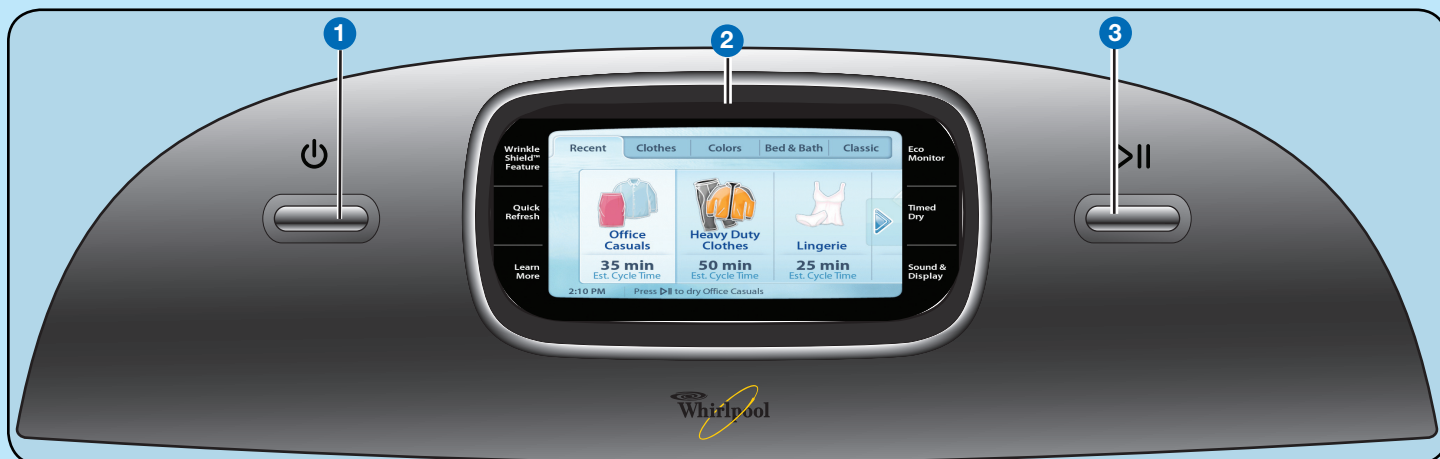 1
2
3
Wrinkle
Shield™
Feature
Quick
Refresh
Learn
More
Recent Clothes Colors Bed & Bath Classic
Office
Casuals
35 min
Est. Cycle Time
Heavy Duty
Clothes
50 min
Est. Cycle Time
Lingerie
25 min
Est. Cycle Time
2:10 PM Press to dry Office Casuals
Eco
Monitor
Timed
Dry
Sound &
Display
Whirlpool